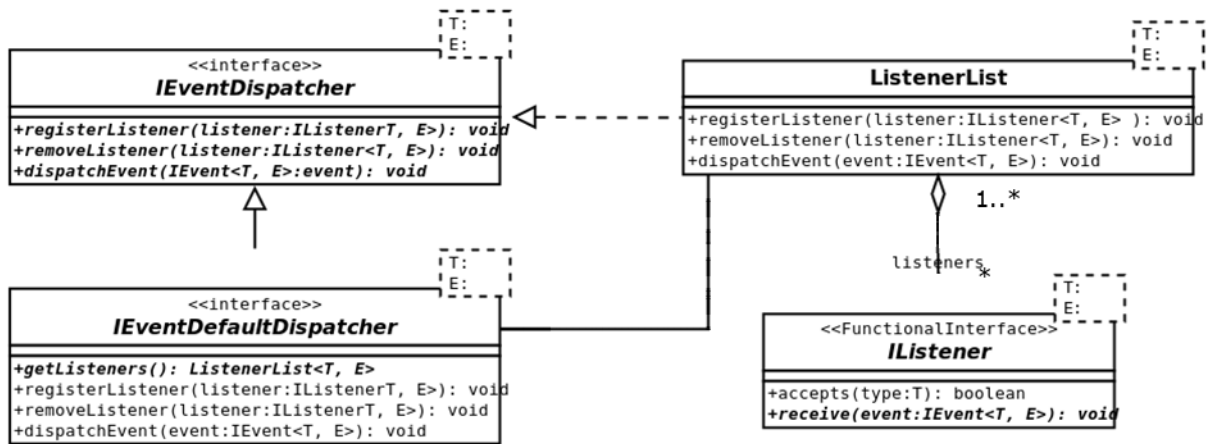 T:
E:
<<interface>>
IEventDispatcher
+registerListener(listener:IListenerT, E>): void
+removeListener(listener:IListener<T, E>): void
+dispatchEvent(IEvent<T, E>:event): void
T:
E:
ListenerList
+registerListener(listener:IListener<T, E> ): void
+removeListener(listener:IListener<T, E>): void
+dispatchEvent(event:IEvent<T, E>): void
1..*
listeners
*
T:
E:
<<interface>>
IEventDefaultDispatcher
+getListeners(): ListenerList<T, E>
+registerListener(listener:IListenerT, E>): void
+removeListener(listener:IListenerT, E>): void
+dispatchEvent(event:IEvent<T, E>): void
T:
E:
<<FunctionalInterface>>
IListener
+accepts(type:T): boolean
+receive(event:IEvent<T, E>): void